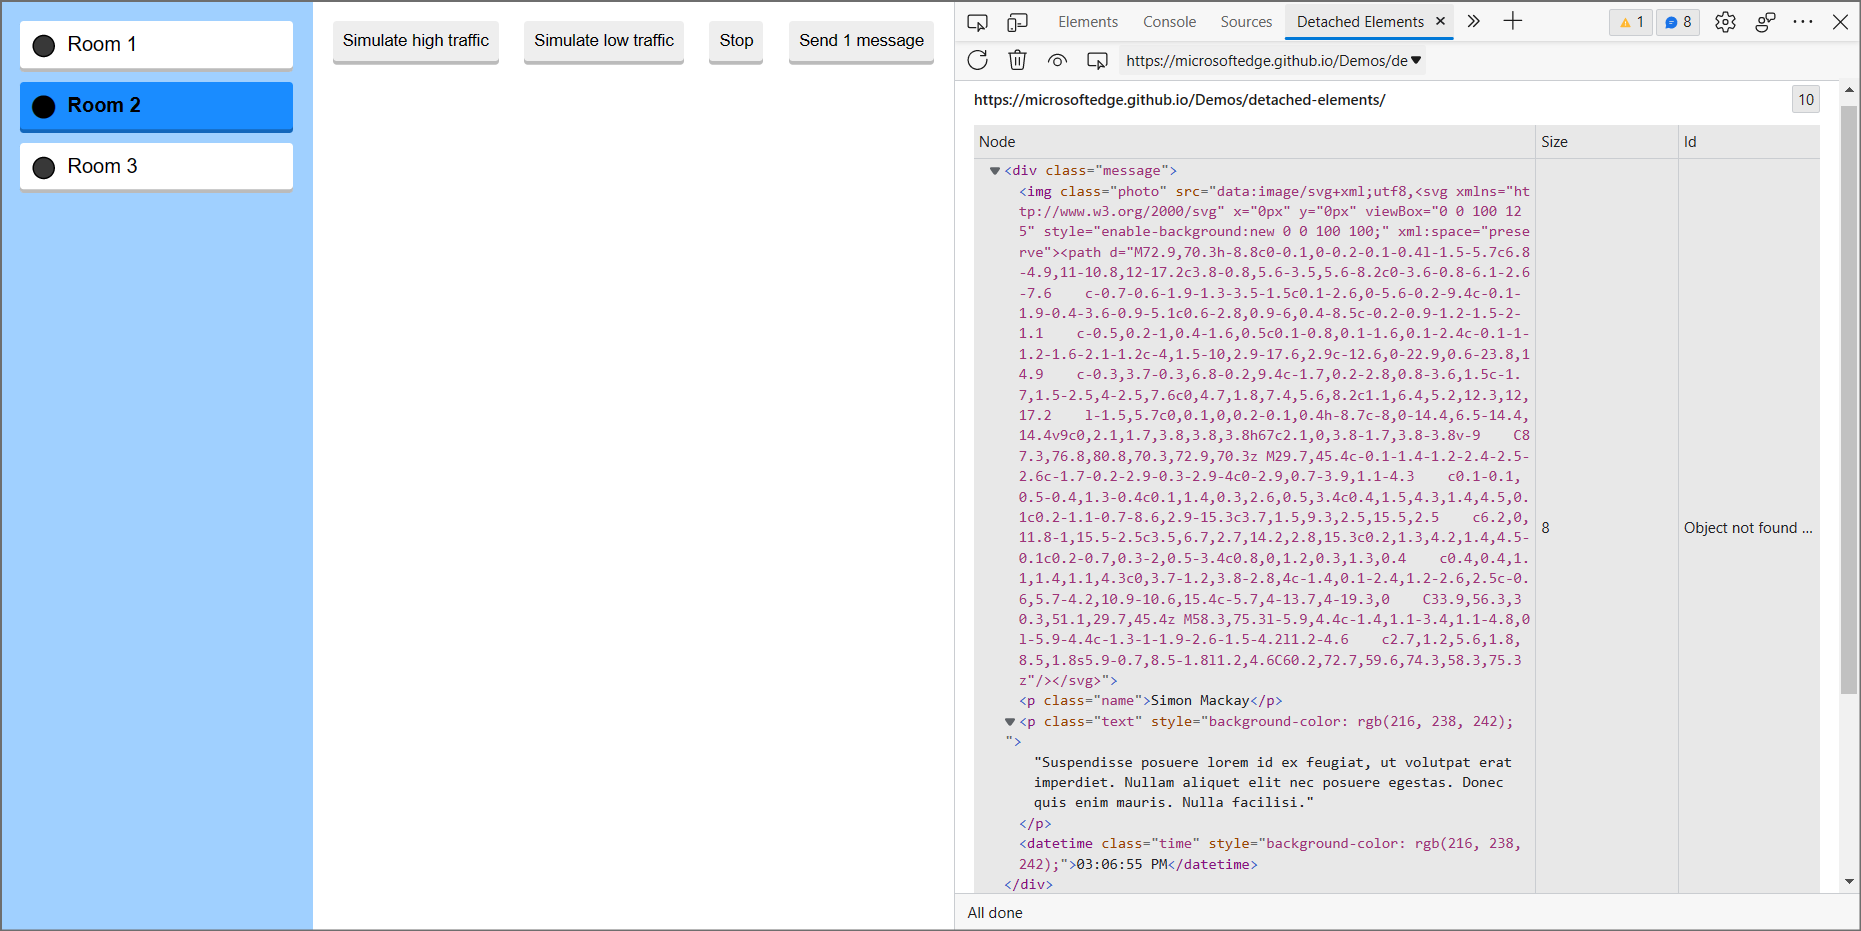 Room 1
Room 2
Room 3
Simulate high traffic
Simulate low traffic
Stop
Send 1 message
Elements
Console
Sources
Detached Elements
1
8
https://microsoftedge.github.io/Demos/de
https://microsoftedge.github.io/Demos/detached-elements/
10
Node
Size
Id
<div class="message">
<img class="photo" src="data:image/svg+xml;utf8,<svg xmlns="ht
tp://www.w3.org/2000/svg" x="0px" y="0px" viewBox="0 0 100 12
5" style="enable-background:new 0 0 100 100;" xml:space="prese
rve"><path d="M72.9,70.3h-8.8c0-0.1,0-0.2-0.1-0.4l-1.5-5.7c6.8
-4.9,11-10.8,12-17.2c3.8-0.8,5.6-3.5,5.6-8.2c0-3.6-0.8-6.1-2.6
-7.6    c-0.7-0.6-1.9-1.3-3.5-1.5c0.1-2.6,0-5.6-0.2-9.4c-0.1-
1.9-0.4-3.6-0.9-5.1c0.6-2.8,0.9-6,0.4-8.5c-0.2-0.9-1.2-1.5-2-
1.1    c-0.5,0.2-1,0.4-1.6,0.5c0.1-0.8,0.1-1.6,0.1-2.4c-0.1-1-
1.2-1.6-2.1-1.2c-4,1.5-10,2.9-17.6,2.9c-12.6,0-22.9,0.6-23.8,1
4.9    c-0.3,3.7-0.3,6.8-0.2,9.4c-1.7,0.2-2.8,0.8-3.6,1.5c-1.
7,1.5-2.5,4-2.5,7.6c0,4.7,1.8,7.4,5.6,8.2c1.1,6.4,5.2,12.3,12,
17.2    l-1.5,5.7c0,0.1,0,0.2-0.1,0.4h-8.7c-8,0-14.4,6.5-14.4,
14.4v9c0,2.1,1.7,3.8,3.8,3.8h67c2.1,0,3.8-1.7,3.8-3.8v-9    C8
7.3,76.8,80.8,70.3,72.9,70.3z M29.7,45.4c-0.1-1.4-1.2-2.4-2.5-
2.6c-1.7-0.2-2.9-0.3-2.9-4c0-2.9,0.7-3.9,1.1-4.3    c0.1-0.1,
0.5-0.4,1.3-0.4c0.1,1.4,0.3,2.6,0.5,3.4c0.4,1.5,4.3,1.4,4.5,0.
1c0.2-1.1-0.7-8.6,2.9-15.3c3.7,1.5,9.3,2.5,15.5,2.5    c6.2,0,
11.8-1,15.5-2.5c3.5,6.7,2.7,14.2,2.8,15.3c0.2,1.3,4.2,1.4,4.5-
0.1c0.2-0.7,0.3-2,0.5-3.4c0.8,0,1.2,0.3,1.3,0.4    c0.4,0.4,1.
1,1.4,1.1,4.3c0,3.7-1.2,3.8-2.8,4c-1.4,0.1-2.4,1.2-2.6,2.5c-0.
6,5.7-4.2,10.9-10.6,15.4c-5.7,4-13.7,4-19.3,0    C33.9,56.3,3
0.3,51.1,29.7,45.4z M58.3,75.3l-5.9,4.4c-1.4,1.1-3.4,1.1-4.8,0
l-5.9-4.4c-1.3-1-1.9-2.6-1.5-4.2l1.2-4.6    c2.7,1.2,5.6,1.8,
8.5,1.8s5.9-0.7,8.5-1.8l1.2,4.6C60.2,72.7,59.6,74.3,58.3,75.3
z"/></svg>">
<p class="name">Simon Mackay</p>
<p class="text" style="background-color: rgb(216, 238, 242);
">
"Suspendisse posuere lorem id ex feugiat, ut volutpat erat
imperdiet. Nullam aliquet elit nec posuere egestas. Donec
quis enim mauris. Nulla facilisi."
</p>
<datetime class="time" style="background-color: rgb(216, 238,
242);">03:06:55 PM</datetime>
</div>
8
Object not found ...
All done